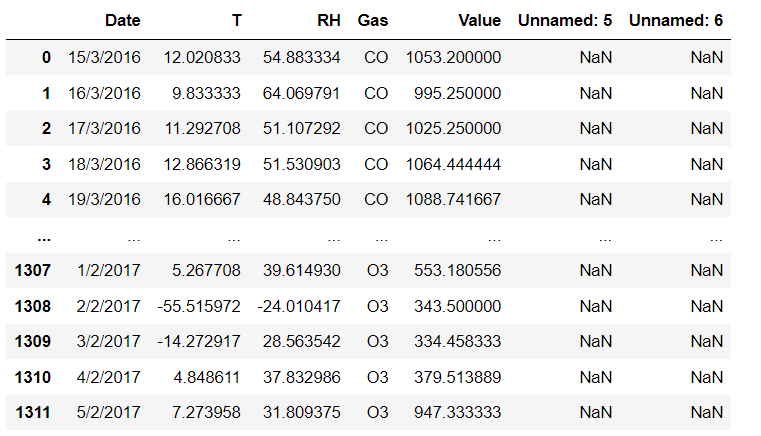 Date T RH Gas Value Unnamed: 5 Unnamed: 6
0 15/3/2016 12.020833 54.883334 CO 1053.200000 NaN NaN
1 16/3/2016 9.833333 64.069791 CO 995.250000 NaN NaN
2 17/3/2016 11.292708 51.107292 CO 1025.250000 NaN NaN
3 18/3/2016 12.866319 51.530903 CO 1064.444444 NaN NaN
4 19/3/2016 16.016667 48.843750 CO 1088.741667 NaN NaN
... ... ... ... ... ... ... ...
1307 1/2/2017 5.267708 39.614930 O3 553.180556 NaN NaN
1308 2/2/2017 -55.515972 -24.010417 O3 343.500000 NaN NaN
1309 3/2/2017 -14.272917 28.563542 O3 334.458333 NaN NaN
1310 4/2/2017 4.848611 37.832986 O3 379.513889 NaN NaN
1311 5/2/2017 7.273958 31.809375 O3 947.333333 NaN NaN